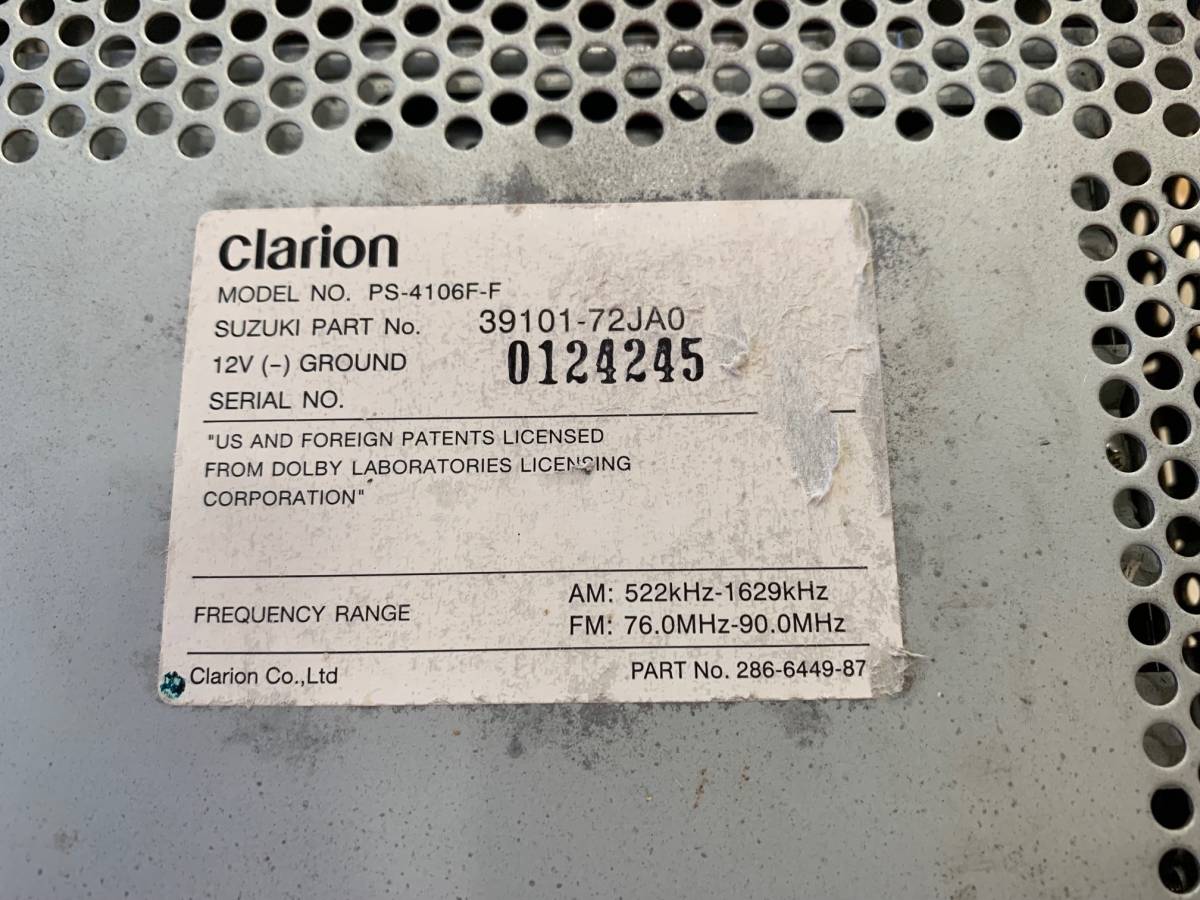 clarion
MODEL NO. PS-4106F-F
SUZUKI PART No. 39101-72JA0
12V (−) GROUND 0124245
SERIAL NO.
"US AND FOREIGN PATENTS LICENSED
FROM DOLBY LABORATORIES LICENSING
CORPORATION"
FREQUENCY RANGE
AM: 522kHz-1629kHz
FM: 76.0MHz-90.0MHz
Clarion Co.,Ltd PART No. 286-6449-87